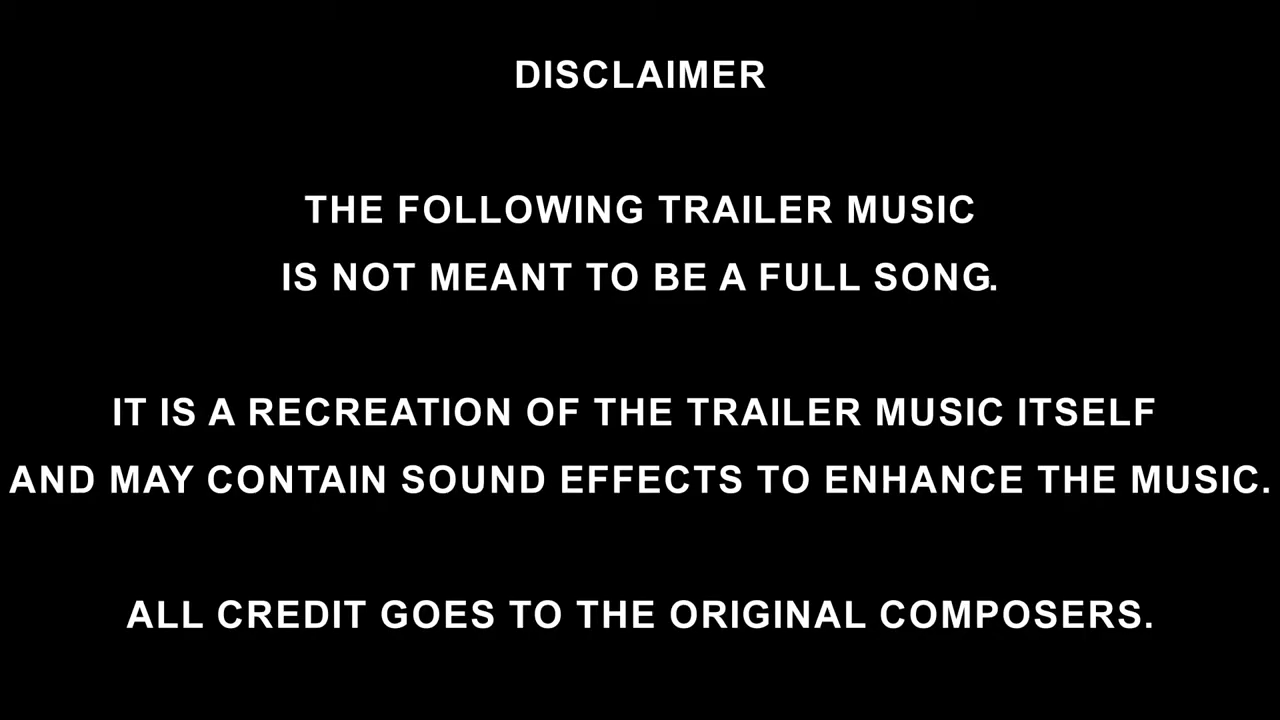 DISCLAIMER
THE FOLLOWING TRAILER MUSIC
IS NOT MEANT TO BE A FULL SONG.
IT IS A RECREATION OF THE TRAILER MUSIC ITSELF
AND MAY CONTAIN SOUND EFFECTS TO ENHANCE THE MUSIC.
ALL CREDIT GOES TO THE ORIGINAL COMPOSERS.